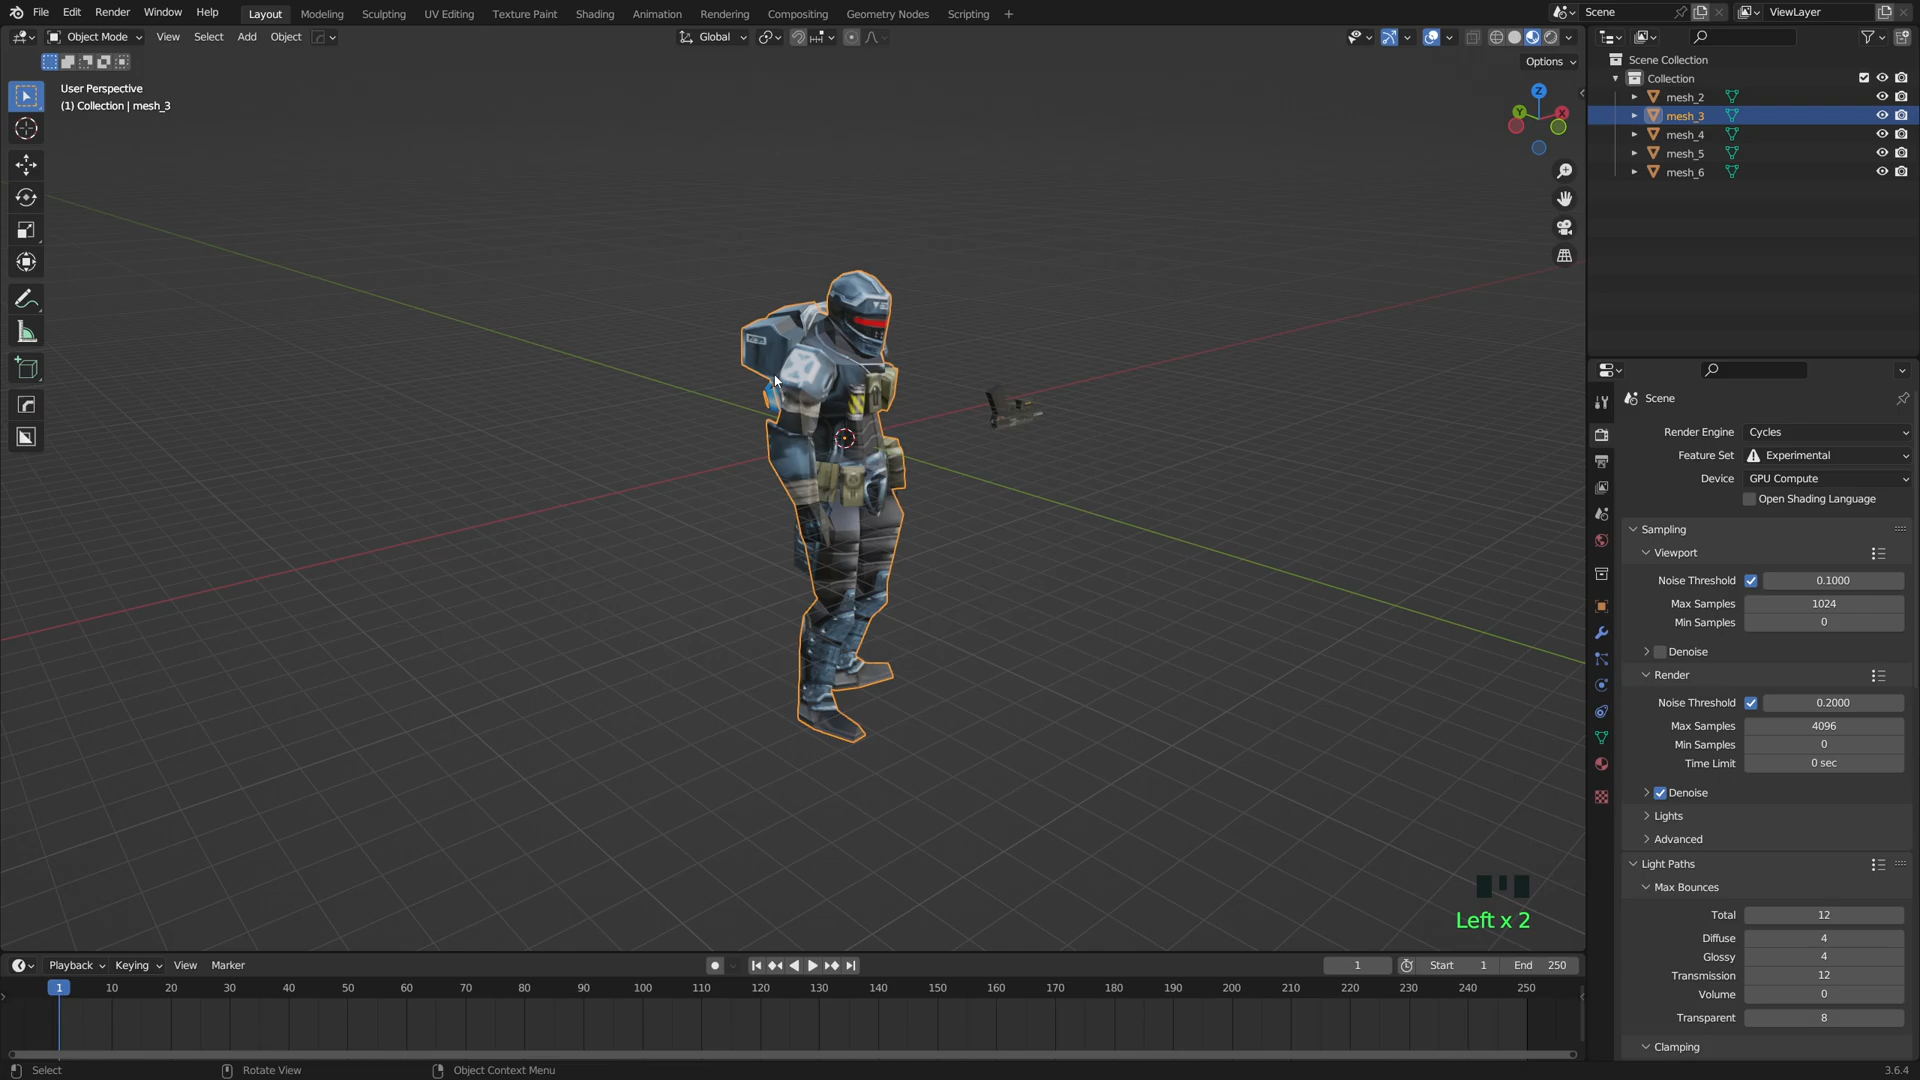 File Edit Render Window Help Layout Modeling Sculpting UV Editing Texture Paint Shading Animation Rendering Compositing Geometry Nodes Scripting + Scene ViewLayer
Object Mode View Select Add Object Global
Options
User Perspective
(1) Collection | mesh_3
Z
Y
X
Scene Collection
Collection
mesh_2
mesh_3
mesh_4
mesh_5
mesh_6
Scene
Render Engine Cycles
Feature Set Experimental
Device GPU Compute
Open Shading Language
Sampling
Viewport
Noise Threshold 0.1000
Max Samples 1024
Min Samples 0
Denoise
Render
Noise Threshold 0.2000
Max Samples 4096
Min Samples 0
Time Limit 0 sec
Denoise
Lights
Advanced
Light Paths
Max Bounces
Total 12
Diffuse 4
Glossy 4
Transmission 12
Volume 0
Transparent 8
Clamping
Left x 2
Playback Keying View Marker 1 Start 1 End 250
1 10 20 30 40 50 60 70 80 90 100 110 120 130 140 150 160 170 180 190 200 210 220 230 240 250
Select Rotate View Object Context Menu 3.6.4